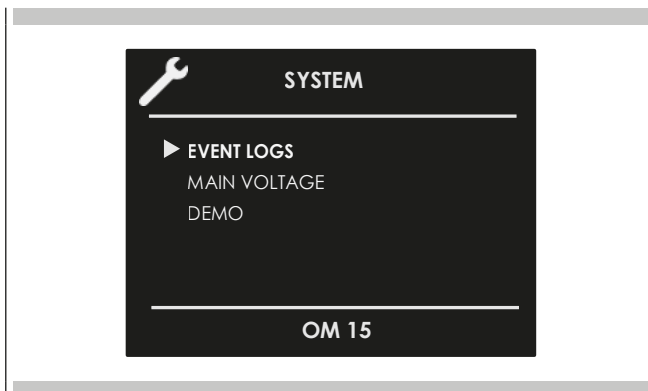 SYSTEM
EVENT LOGS
MAIN VOLTAGE
DEMO
OM 15